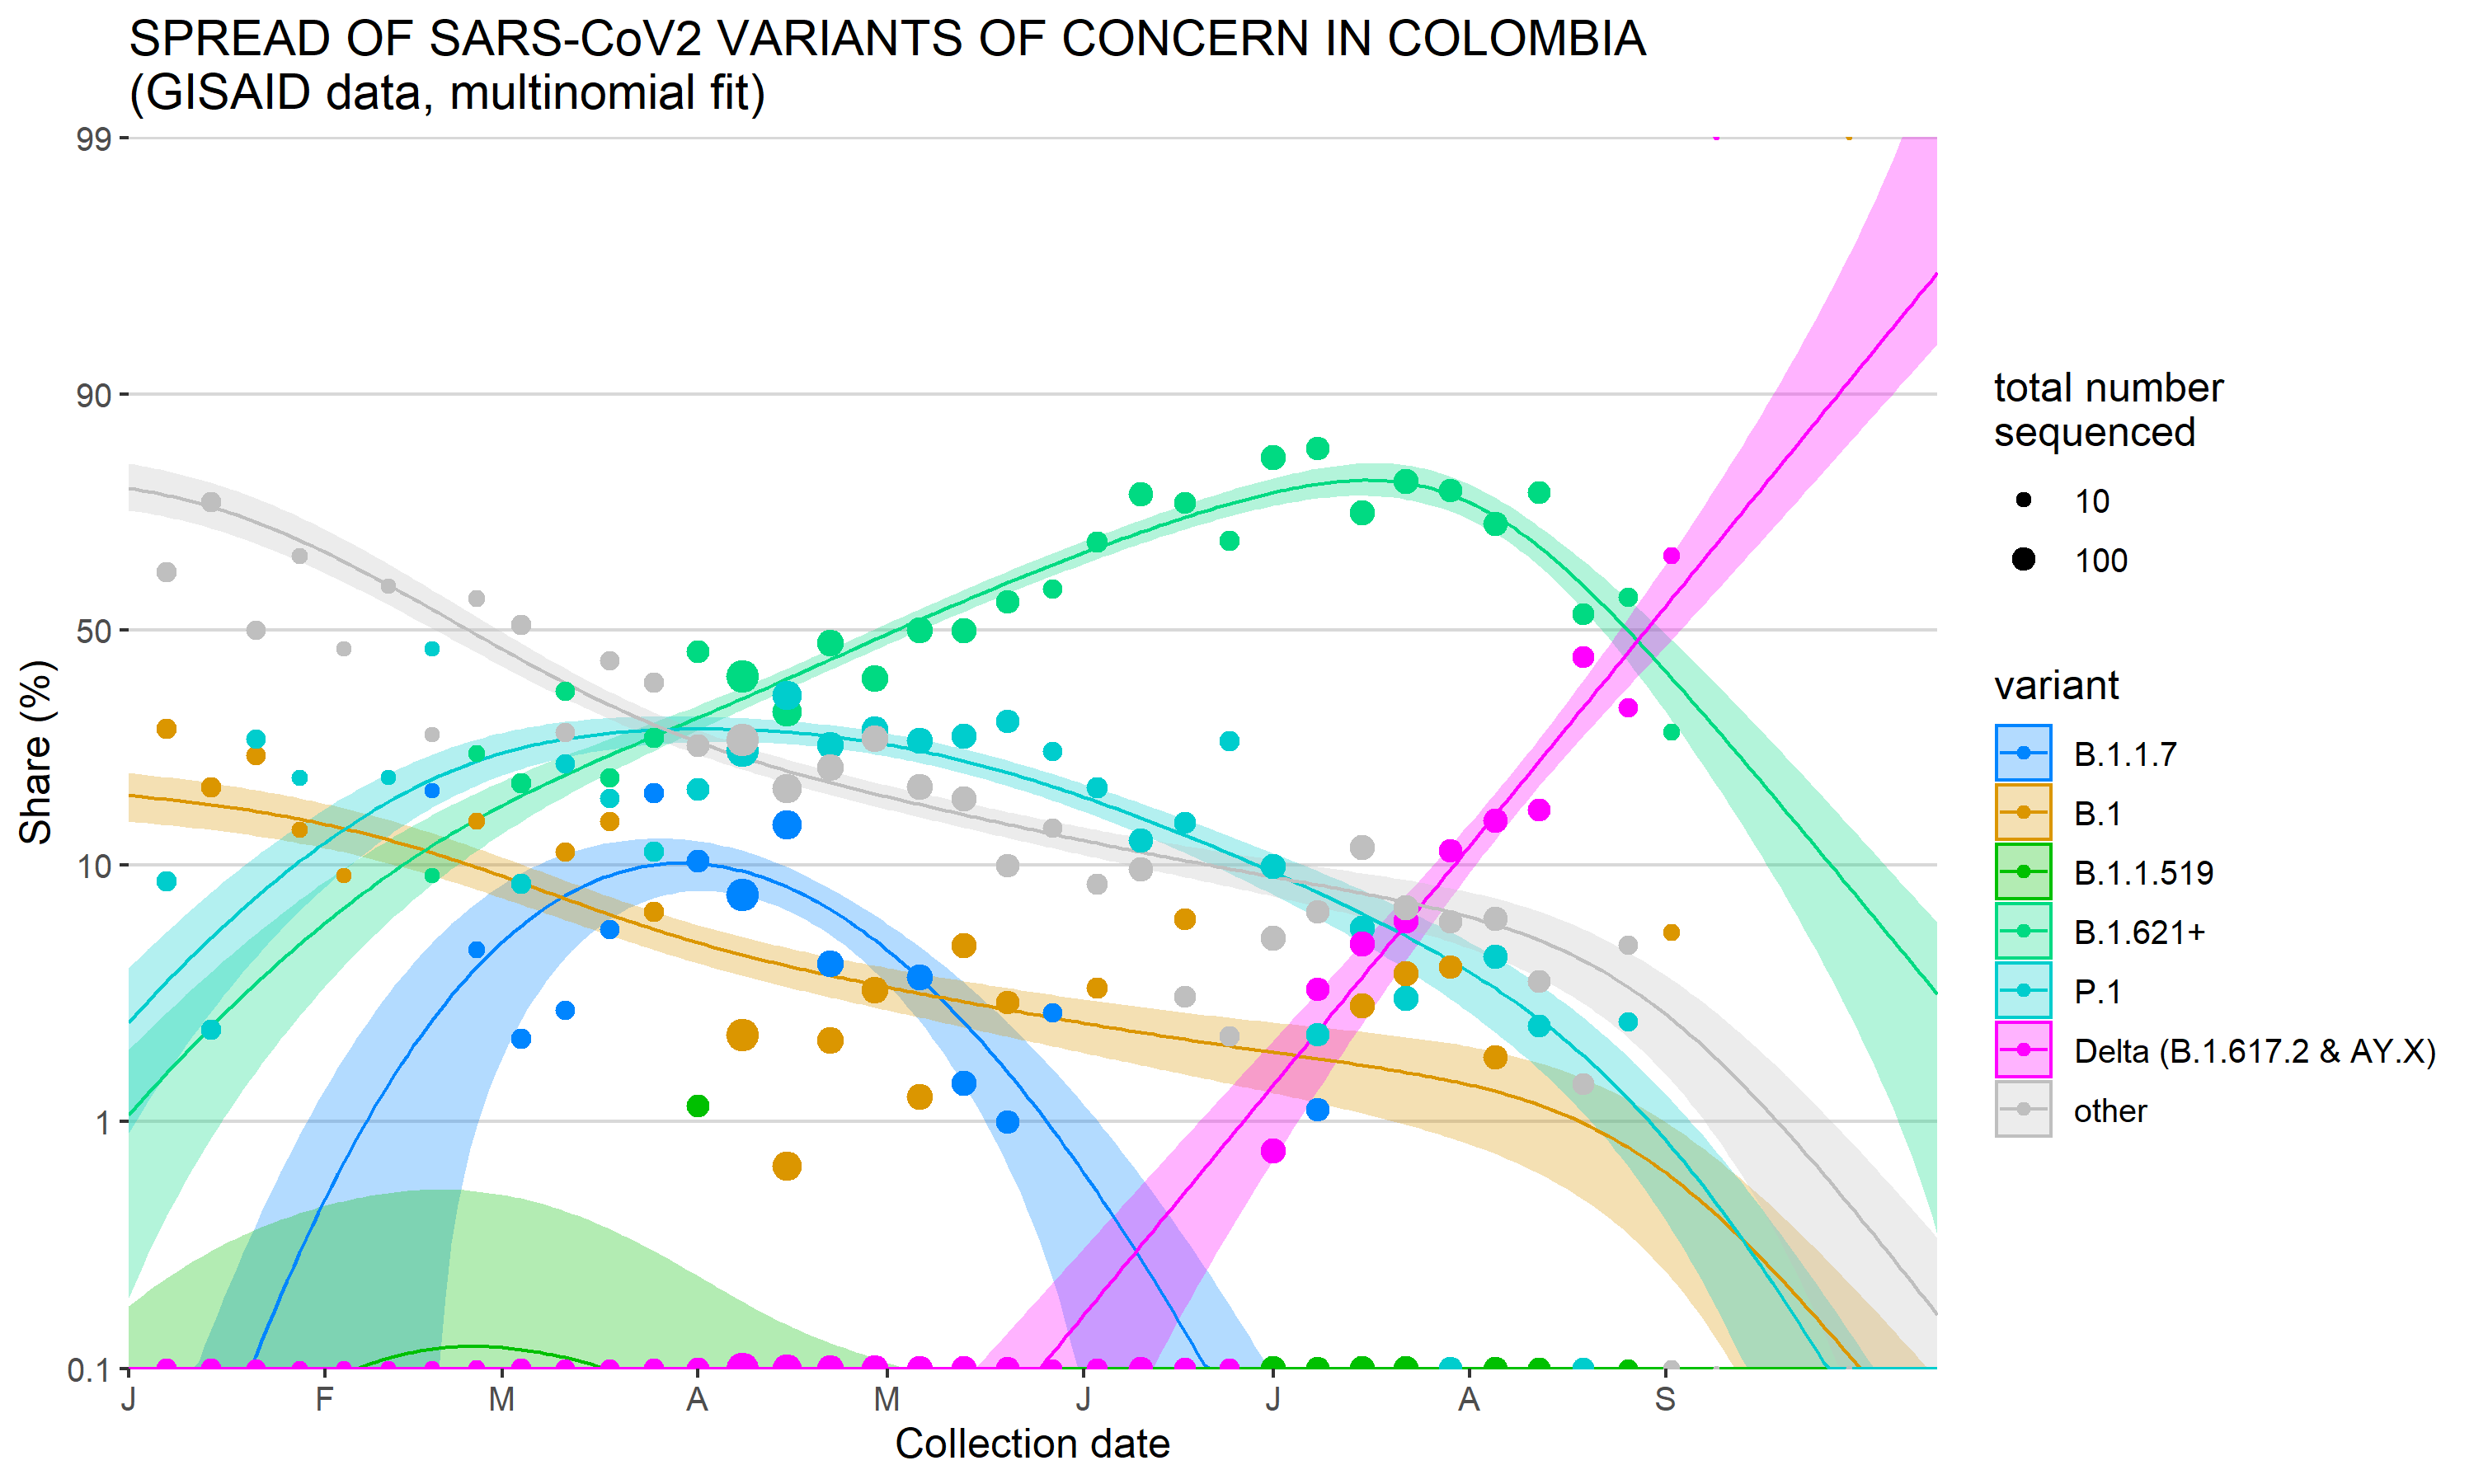 SPREAD OF SARS-CoV2 VARIANTS OF CONCERN IN COLOMBIA
(GISAID data, multinomial fit)
99
90
50
10
1
0.1
Share (%)
J F M A M J J A S
Collection date
total number
sequenced
10
100
variant
B.1.1.7
B.1
B.1.1.519
B.1.621+
P.1
Delta (B.1.617.2 & AY.X)
other